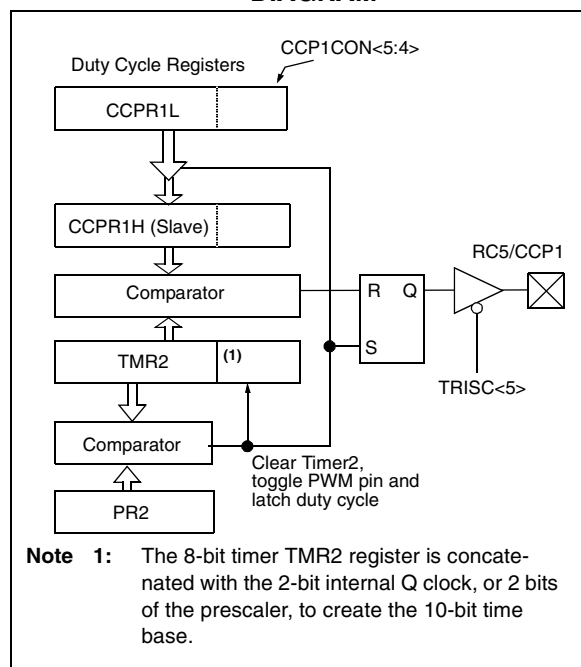 DIAGRAM
CCP1CON<5:4>
Duty Cycle Registers
CCPR1L
CCPR1H (Slave)
RC5/CCP1
Comparator
R Q
TMR2
(1)
S
TRISC<5>
Comparator
Clear Timer2,
toggle PWM pin and
latch duty cycle
PR2
Note 1: The 8-bit timer TMR2 register is concate-
nated with the 2-bit internal Q clock, or 2 bits
of the prescaler, to create the 10-bit time
base.